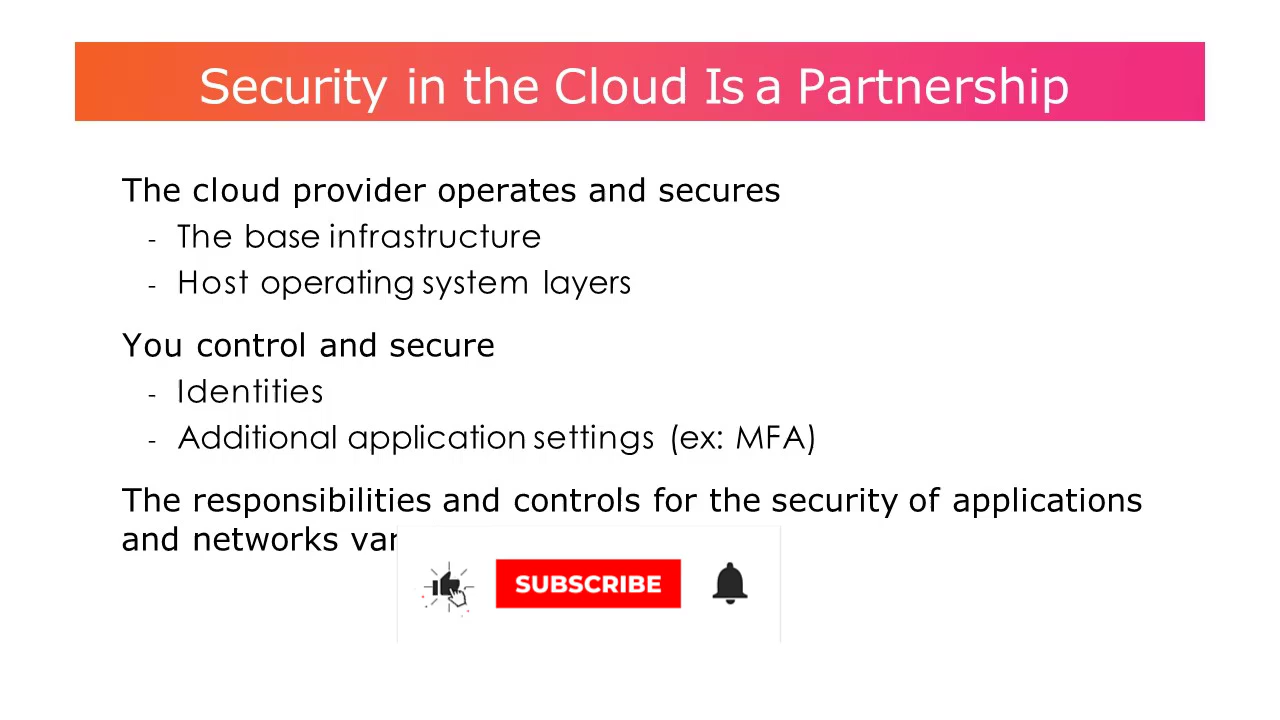 Security in the Cloud Is a Partnership
The cloud provider operates and secures
- The base infrastructure
- Host operating system layers
You control and secure
- Identities
- Additional application settings (ex: MFA)
The responsibilities and controls for the security of applications
and networks
SUBSCRIBE